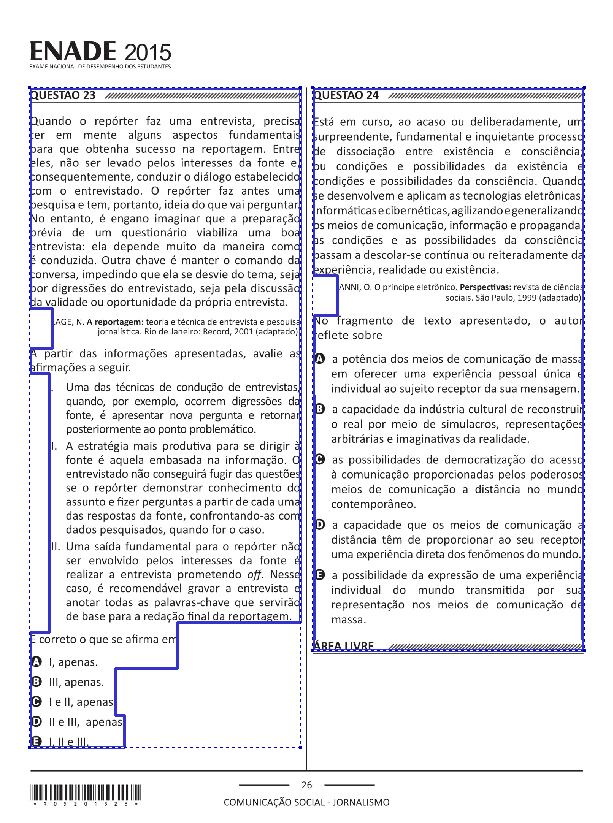 ENADE 2015
EXAME NACIONAL DE DESEMPENHO DOS ESTUDANTES
QUESTÃO 23
Quando o repórter faz uma entrevista, precisa
ter em mente alguns aspectos fundamentais
para que obtenha sucesso na reportagem. Entre
eles, não ser levado pelos interesses da fonte e,
consequentemente, conduzir o diálogo estabelecido
com o entrevistado. O repórter faz antes uma
pesquisa e tem, portanto, ideia do que vai perguntar.
No entanto, é engano imaginar que a preparação
prévia de um questionário viabiliza uma boa
entrevista: ela depende muito da maneira como
é conduzida. Outra chave é manter o comando da
conversa, impedindo que ela se desvie do tema, seja
por digressões do entrevistado, seja pela discussão
da validade ou oportunidade da própria entrevista.
LAGE, N. A reportagem: teoria e técnica de entrevista e pesquisa
jornalística. Rio de Janeiro: Record, 2001 (adaptado).
A partir das informações apresentadas, avalie as
afirmações a seguir.
I. Uma das técnicas de condução de entrevistas,
quando, por exemplo, ocorrem digressões da
fonte, é apresentar nova pergunta e retornar
posteriormente ao ponto problemático.
II. A estratégia mais produtiva para se dirigir à
fonte é aquela embasada na informação. O
entrevistado não conseguirá fugir das questões
se o repórter demonstrar conhecimento do
assunto e fizer perguntas a partir de cada uma
das respostas da fonte, confrontando-as com
dados pesquisados, quando for o caso.
III. Uma saída fundamental para o repórter não
ser envolvido pelos interesses da fonte é
realizar a entrevista prometendo off. Nesse
caso, é recomendável gravar a entrevista e
anotar todas as palavras-chave que servirão
de base para a redação final da reportagem.
É correto o que se afirma em
A I, apenas.
B III, apenas.
C I e II, apenas.
D II e III, apenas.
E I, II e III.
QUESTÃO 24
Está em curso, ao acaso ou deliberadamente, um
surpreendente, fundamental e inquietante processo
de dissociação entre existência e consciência,
ou condições e possibilidades da existência e
condições e possibilidades da consciência. Quando
se desenvolvem e aplicam as tecnologias eletrônicas,
informáticas e cibernéticas, agilizando e generalizando
os meios de comunicação, informação e propaganda,
as condições e as possibilidades da consciência
passam a descolar-se contínua ou reiteradamente da
experiência, realidade ou existência.
IANNI, O. O príncipe eletrônico. Perspectivas: revista de ciências
sociais. São Paulo, 1999 (adaptado).
No fragmento de texto apresentado, o autor
reflete sobre
A a potência dos meios de comunicação de massa
em oferecer uma experiência pessoal única e
individual ao sujeito receptor da sua mensagem.
B a capacidade da indústria cultural de reconstruir
o real por meio de simulacros, representações
arbitrárias e imaginativas da realidade.
C as possibilidades de democratização do acesso
à comunicação proporcionadas pelos poderosos
meios de comunicação a distância no mundo
contemporâneo.
D a capacidade que os meios de comunicação a
distância têm de proporcionar ao seu receptor
uma experiência direta dos fenômenos do mundo.
E a possibilidade da expressão de uma experiência
individual do mundo transmitida por sua
representação nos meios de comunicação de
massa.
ÁREA LIVRE
26
COMUNICAÇÃO SOCIAL - JORNALISMO